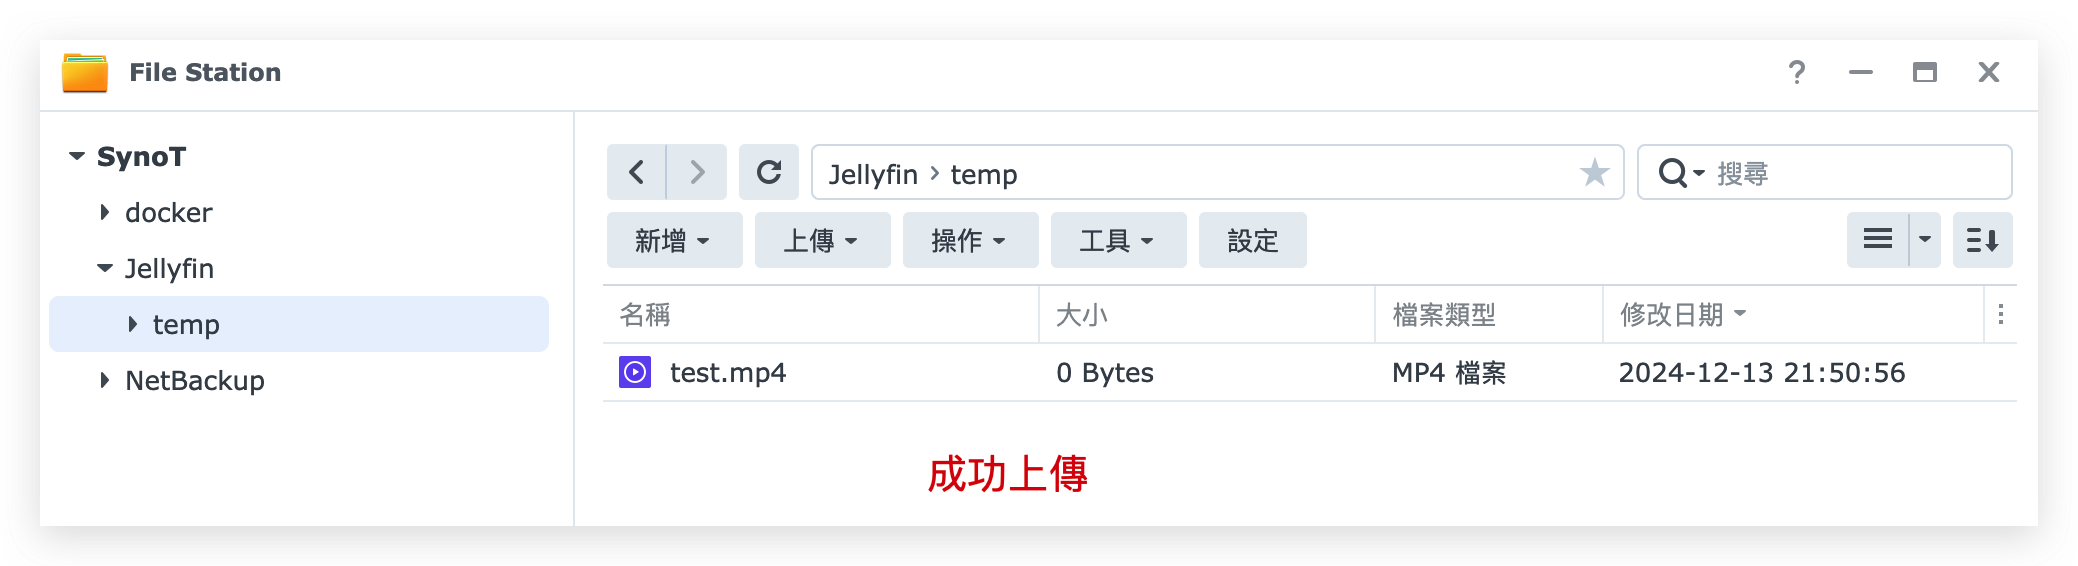 File Station
SynoT
docker
Jellyfin
temp
NetBackup
Jellyfin › temp
搜尋
新增 上傳 操作 工具 設定
名稱 大小 檔案類型 修改日期
test.mp4 0 Bytes MP4 檔案 2024-12-13 21:50:56
成功上傳